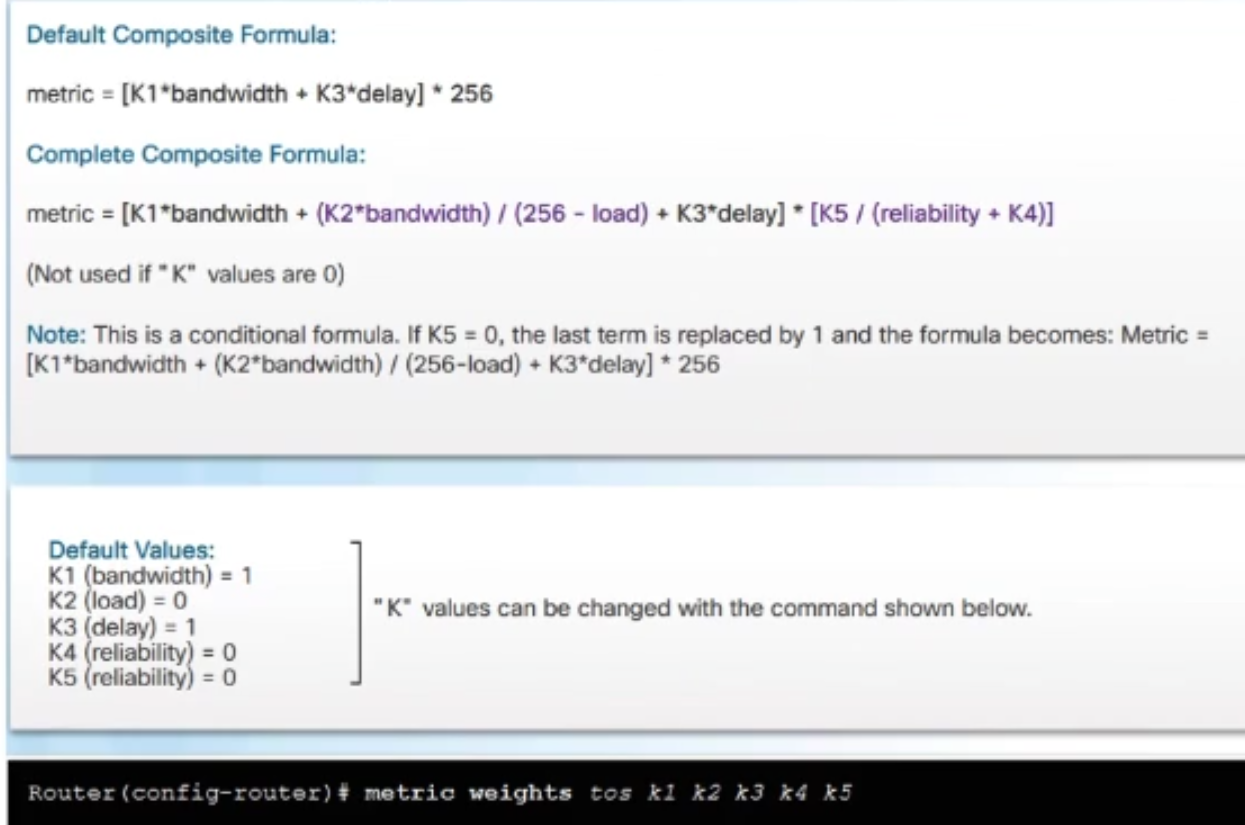 Default Composite Formula:
metric = [K1*bandwidth + K3*delay] * 256
Complete Composite Formula:
metric = [K1*bandwidth + (K2*bandwidth) / (256 - load) + K3*delay] * [K5 / (reliability + K4)]
(Not used if "K" values are 0)
Note: This is a conditional formula. If K5 = 0, the last term is replaced by 1 and the formula becomes: Metric =
[K1*bandwidth + (K2*bandwidth) / (256-load) + K3*delay] * 256
Default Values:
K1 (bandwidth) = 1
K2 (load) = 0
K3 (delay) = 1
K4 (reliability) = 0
K5 (reliability) = 0
"K" values can be changed with the command shown below.
Router(config-router)# metric weights tos k1 k2 k3 k4 k5